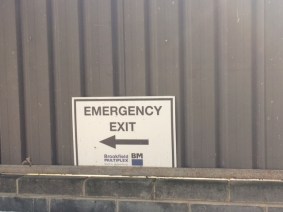 EMERGENCY
EXIT
Brookfield BM
MULTIPLEX